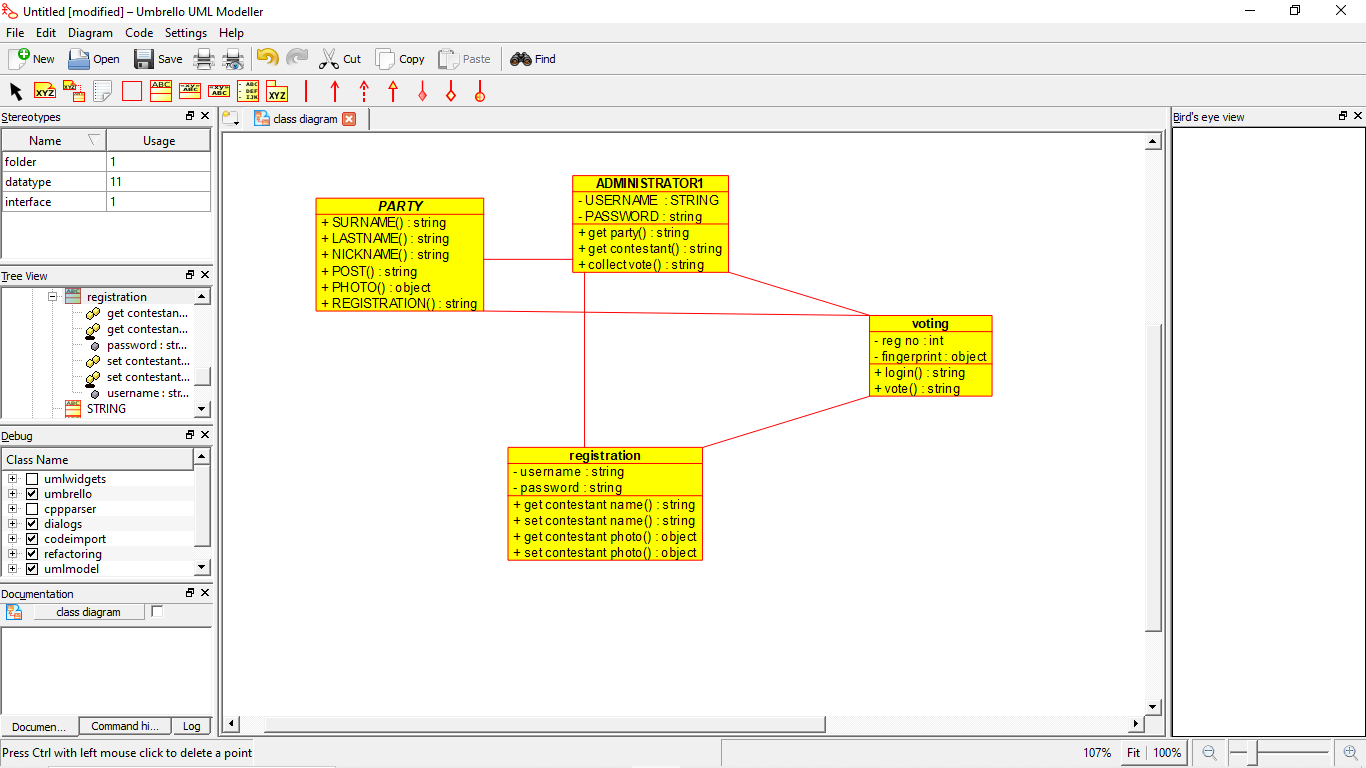 Untitled [modified] – Umbrello UML Modeller
File Edit Diagram Code Settings Help
New Open Save Cut Copy Paste Find
Stereotypes
Name Usage
folder 1
datatype 11
interface 1
Tree View
registration
get contestan...
get contestan...
password : str...
set contestant...
set contestant...
username : str...
STRING
Debug
Class Name
umlwidgets
umbrello
cppparser
dialogs
codeimport
refactoring
umlmodel
Documentation
class diagram
Documen... Command hi... Log
Press Ctrl with left mouse click to delete a point
class diagram
PARTY
+ SURNAME() : string
+ LASTNAME() : string
+ NICKNAME() : string
+ POST() : string
+ PHOTO() : object
+ REGISTRATION() : string
ADMINISTRATOR1
- USERNAME : STRING
- PASSWORD : string
+ get party() : string
+ get contestant() : string
+ collect vote() : string
voting
- reg no : int
- fingerprint : object
+ login() : string
+ vote() : string
registration
- username : string
- password : string
+ get contestant name() : string
+ set contestant name() : string
+ get contestant photo() : object
+ set contestant photo() : object
Bird's eye view
107% Fit 100%